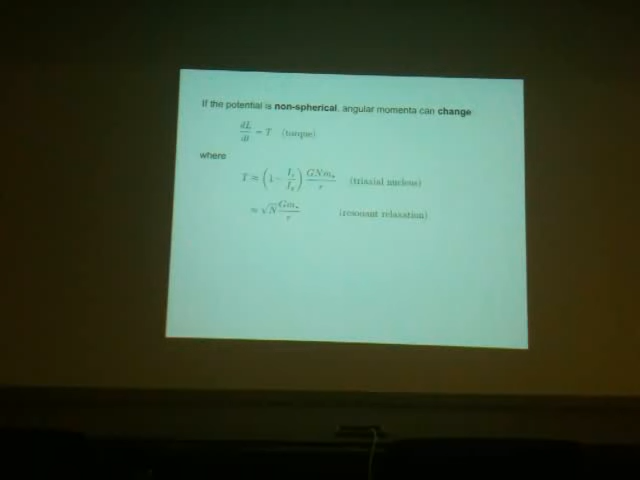 If the potential is non-spherical, angular momenta can change
dL/dt = T (torque)
where
T ≈ (1 - I₁/I₂) GNm⋆/r (triaxial nucleus)
≈ √N Gm⋆/r (resonant relaxation)